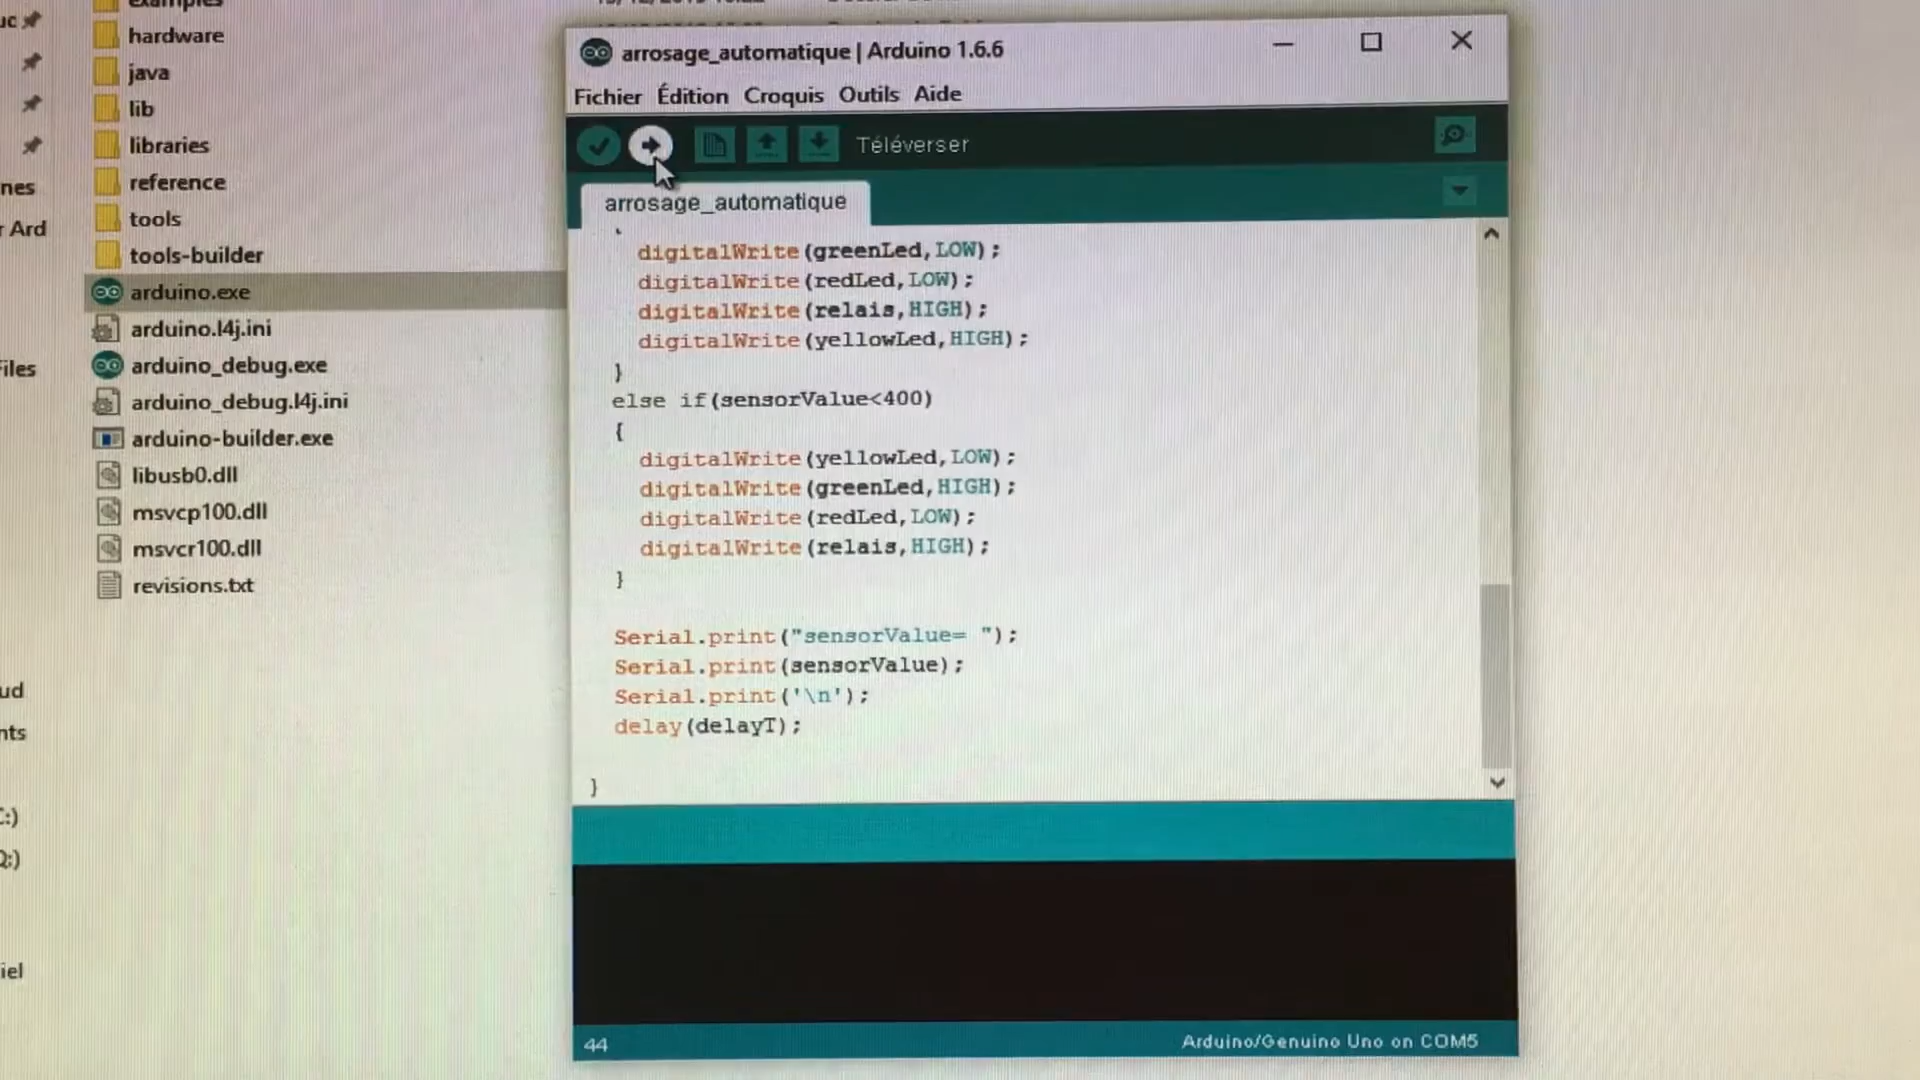 hardware
java
lib
libraries
reference
tools
tools-builder
arduino.exe
arduino.l4j.ini
arduino_debug.exe
arduino_debug.l4j.ini
arduino-builder.exe
libusb0.dll
msvcp100.dll
msvcr100.dll
revisions.txt
arrosage_automatique | Arduino 1.6.6
Fichier Édition Croquis Outils Aide
Téléverser
arrosage_automatique
digitalWrite(greenLed,LOW);
digitalWrite(redLed,LOW);
digitalWrite(relais,HIGH);
digitalWrite(yellowLed,HIGH);
}
else if(sensorValue<400)
{
digitalWrite(yellowLed,LOW);
digitalWrite(greenLed,HIGH);
digitalWrite(redLed,LOW);
digitalWrite(relais,HIGH);
}
Serial.print("sensorValue= ");
Serial.print(sensorValue);
Serial.print('\n');
delay(delayT);
}
44
Arduino/Genuino Uno on COM5